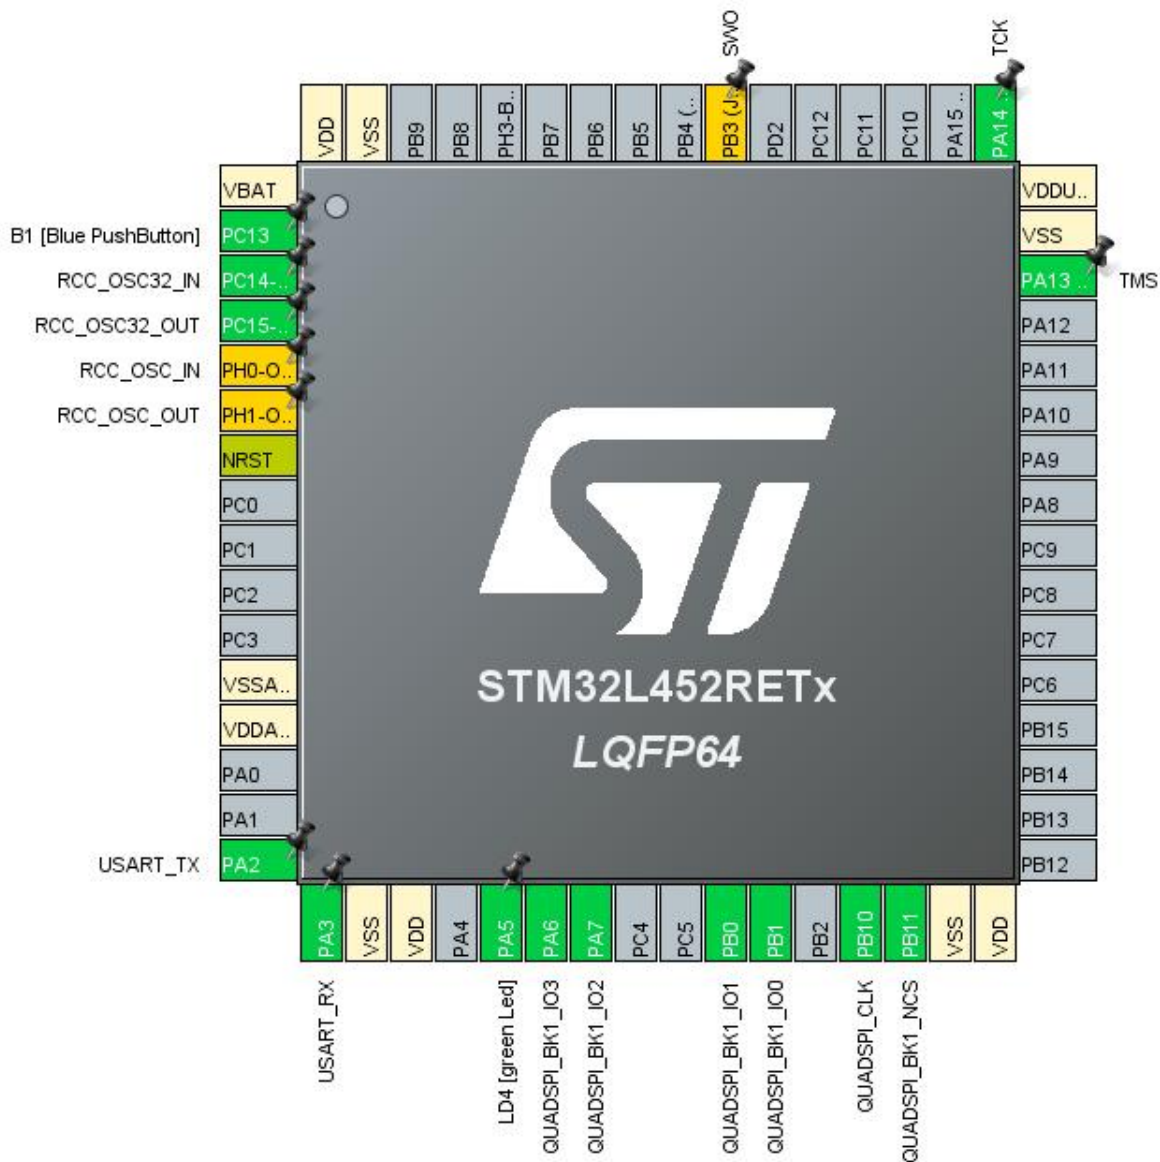 SWO
TCK
VDD
VSS
PB9
PB8
PH3-B..
PB7
PB6
PB5
PB4 (..
PB3 (J..
PD2
PC12
PC11
PC10
PA15 ..
PA14 ..
VBAT
B1 [Blue PushButton] PC13
RCC_OSC32_IN PC14-..
RCC_OSC32_OUT PC15-..
RCC_OSC_IN PH0-O..
RCC_OSC_OUT PH1-O..
NRST
PC0
PC1
PC2
PC3
VSSA..
VDDA..
PA0
PA1
USART_TX PA2
STM32L452RETx
LQFP64
VDDU..
VSS
PA13 .. TMS
PA12
PA11
PA10
PA9
PA8
PC9
PC8
PC7
PC6
PB15
PB14
PB13
PB12
PA3
VSS
VDD
PA4
PA5
PA6
PA7
PC4
PC5
PB0
PB1
PB2
PB10
PB11
VSS
VDD
USART_RX
LD4 [green Led]
QUADSPI_BK1_IO3
QUADSPI_BK1_IO2
QUADSPI_BK1_IO1
QUADSPI_BK1_IO0
QUADSPI_CLK
QUADSPI_BK1_NCS